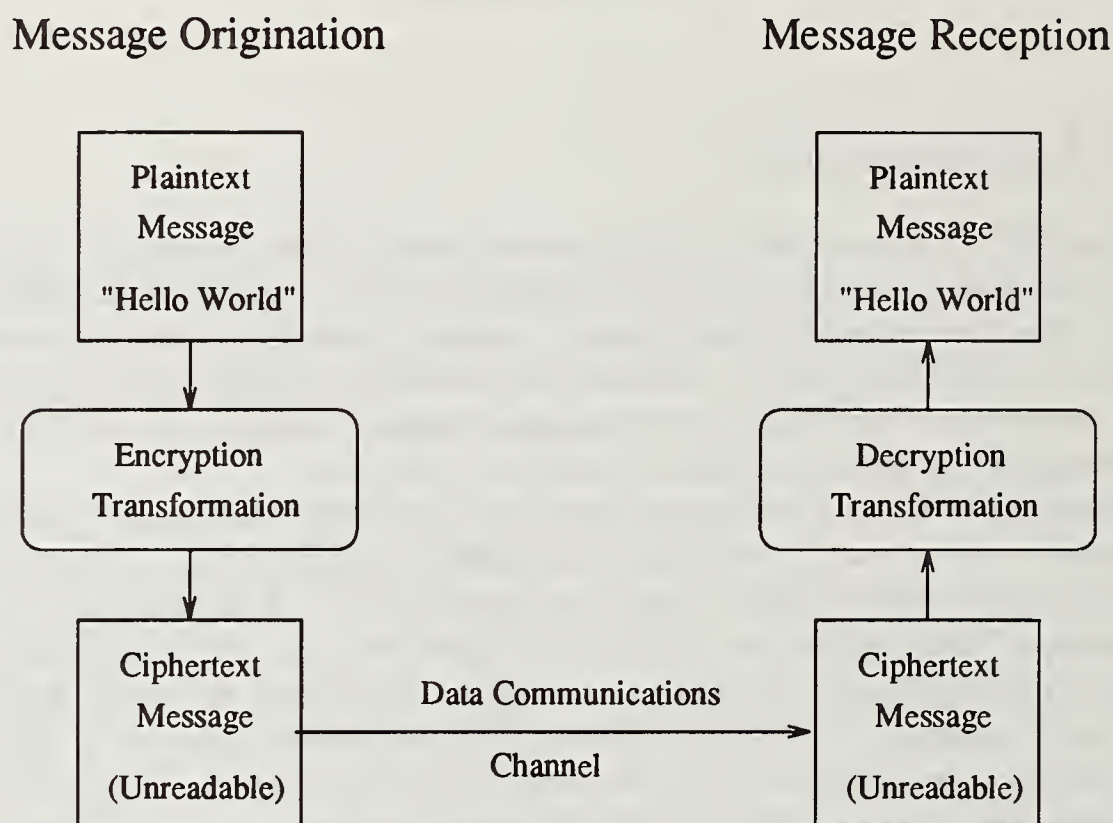 Message Origination
Plaintext
Message
"Hello World"
Encryption
Transformation
Ciphertext
Message
(Unreadable)
Data Communications
Channel
Message Reception
Plaintext
Message
"Hello World"
Decryption
Transformation
Ciphertext
Message
(Unreadable)